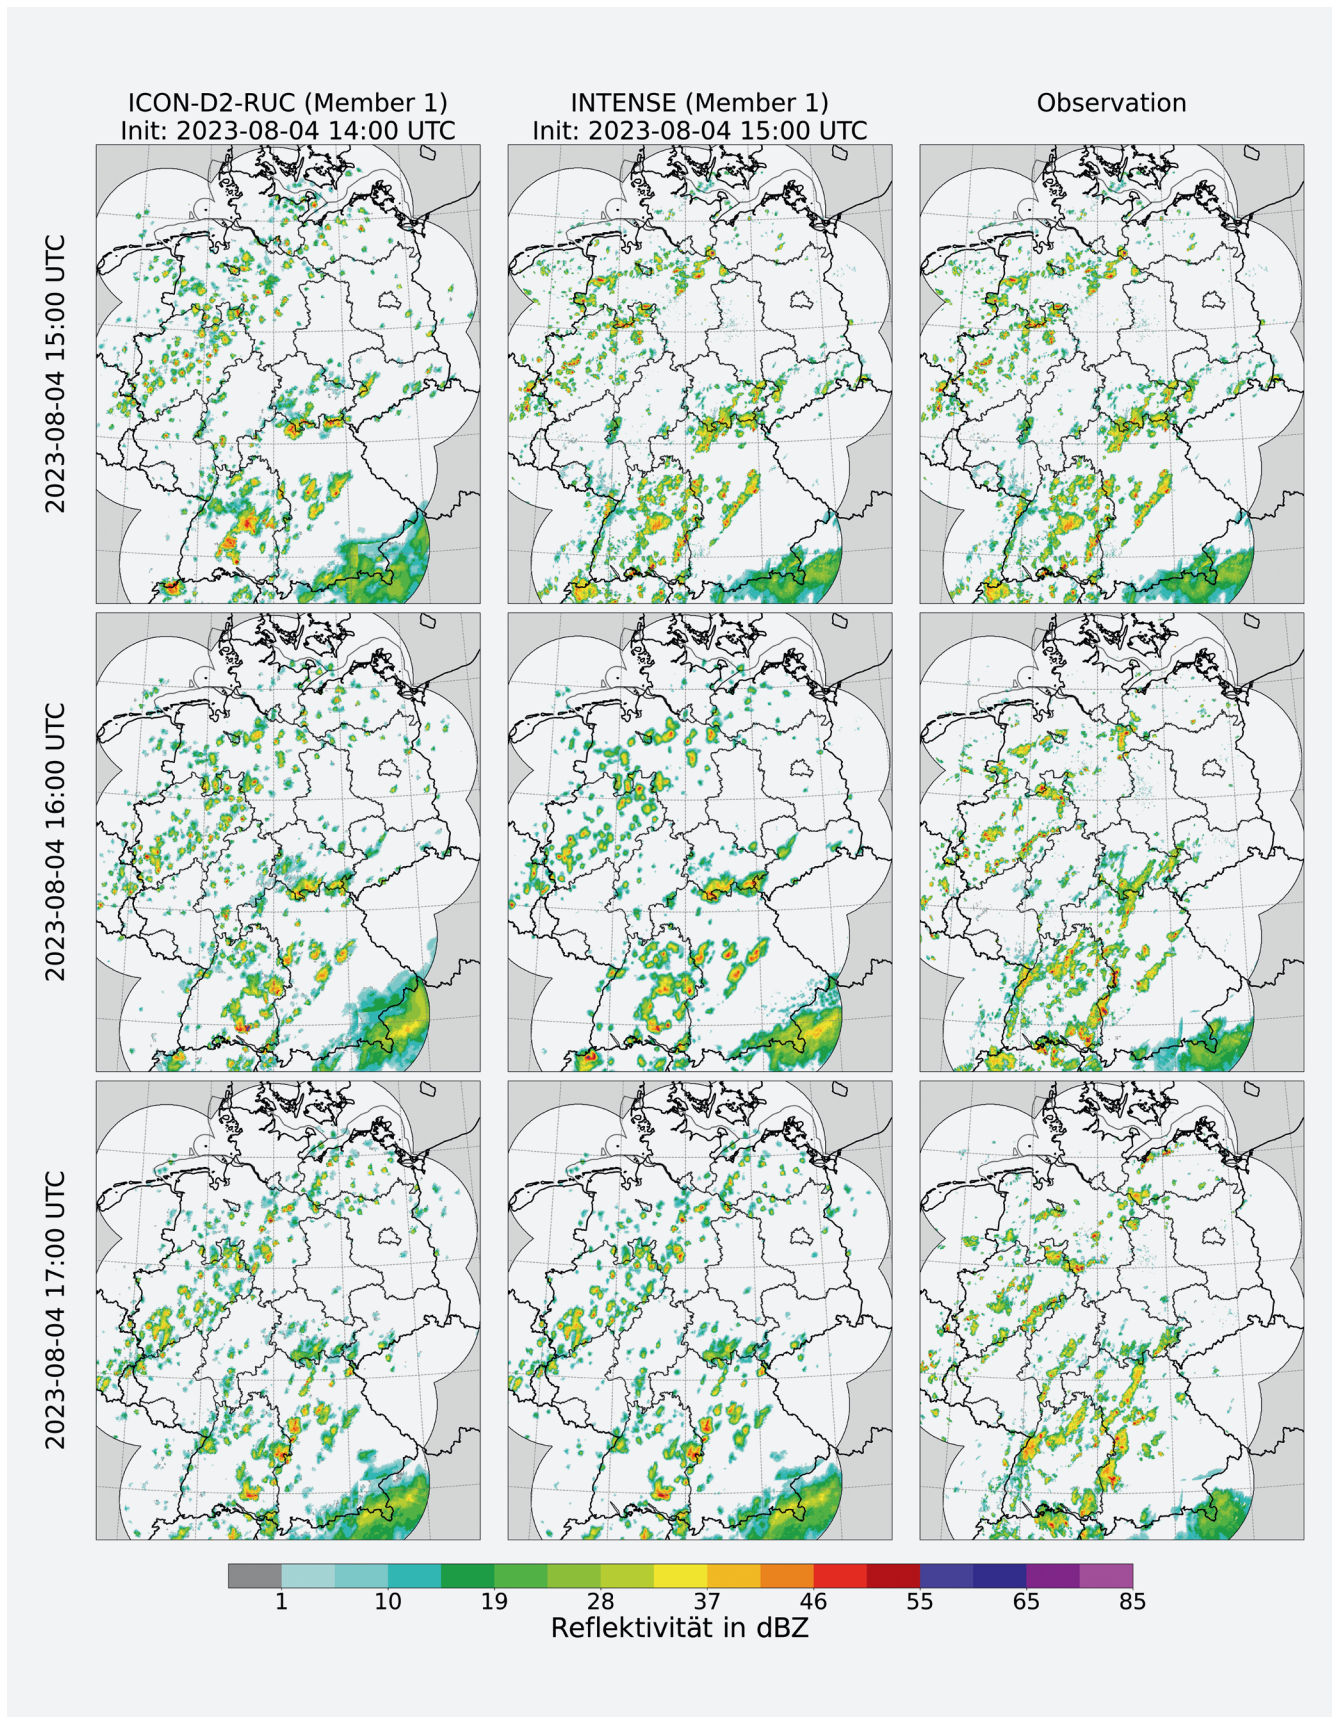 ICON-D2-RUC (Member 1)
Init: 2023-08-04 14:00 UTC
INTENSE (Member 1)
Init: 2023-08-04 15:00 UTC
Observation
2023-08-04 15:00 UTC
2023-08-04 16:00 UTC
2023-08-04 17:00 UTC
1 10 19 28 37 46 55 65 85
Reflektivität in dBZ